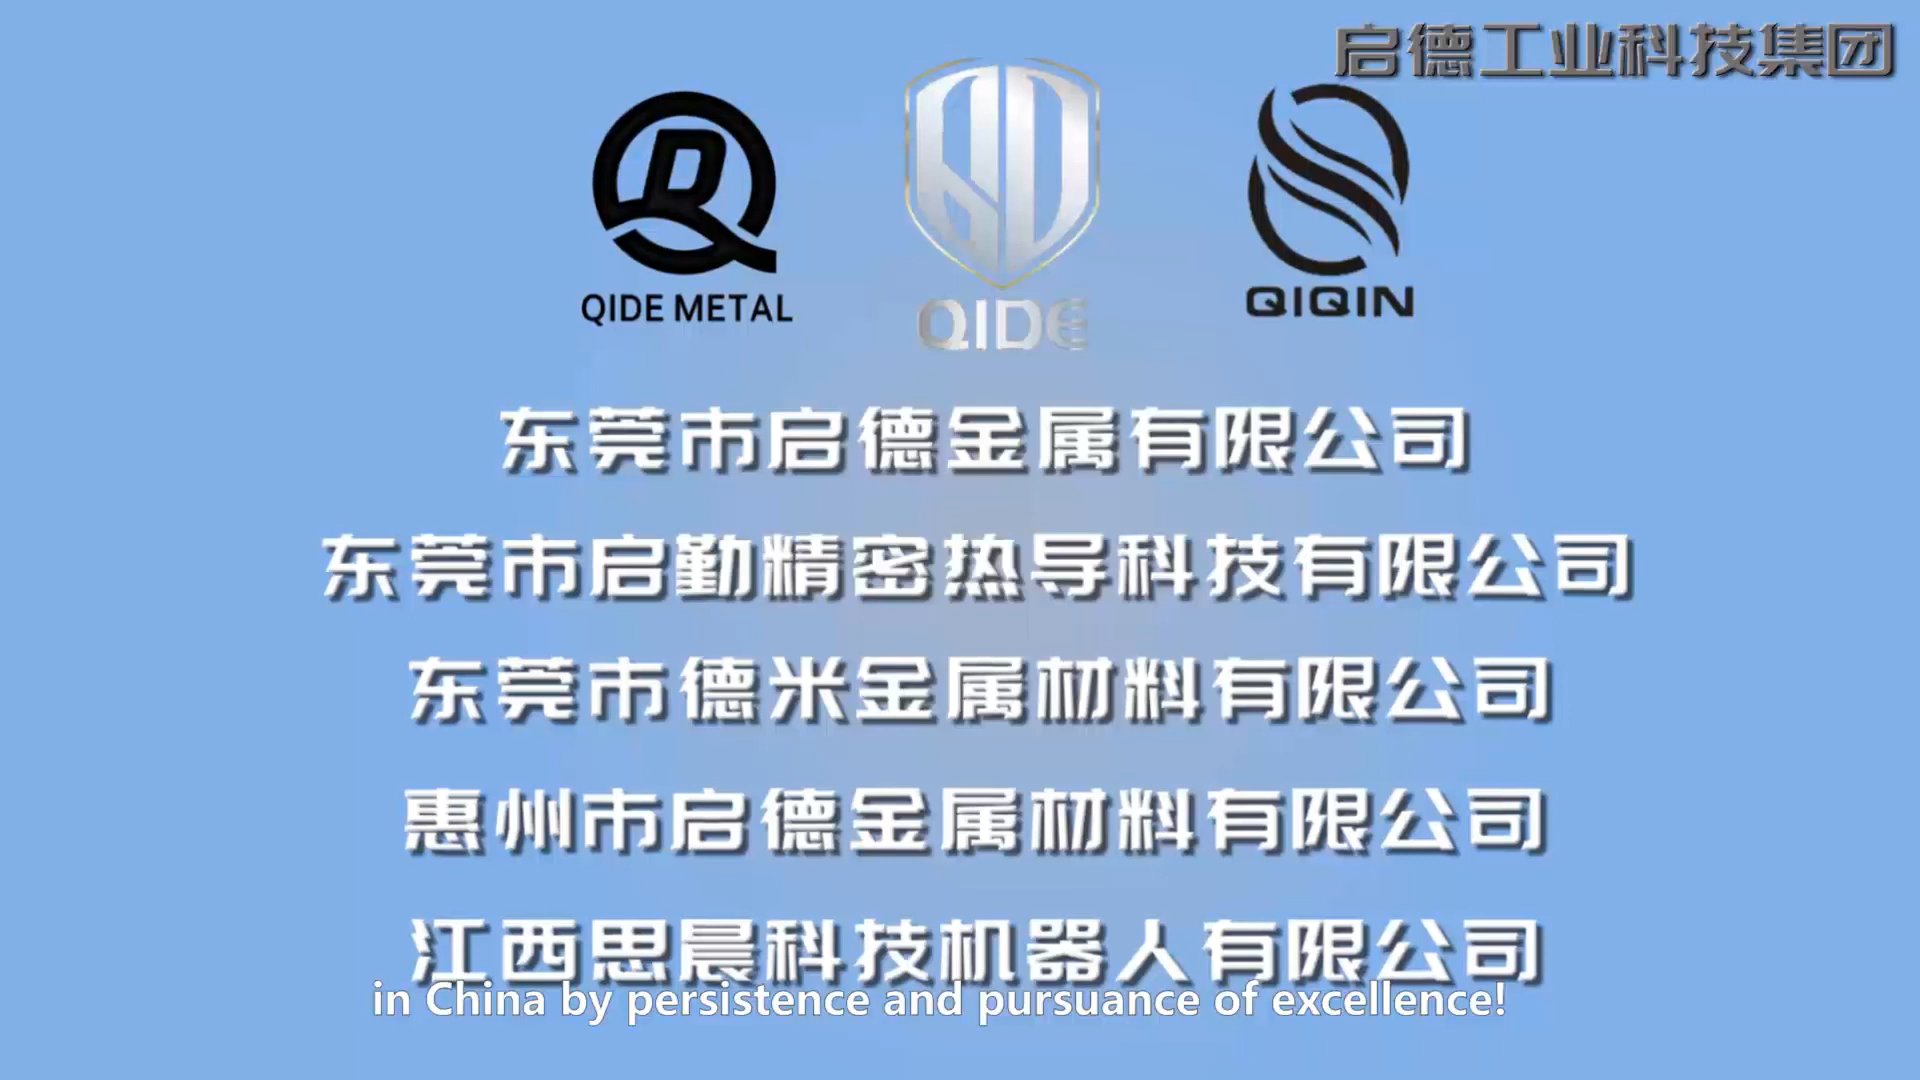 启德工业科技集团
QIDE METAL
QIDE
QIQIN
东莞市启德金属有限公司
东莞市启勤精密热导科技有限公司
东莞市德米金属材料有限公司
惠州市启德金属材料有限公司
江西思晨科技机器人有限公司
in China by persistence and pursuance of excellence!